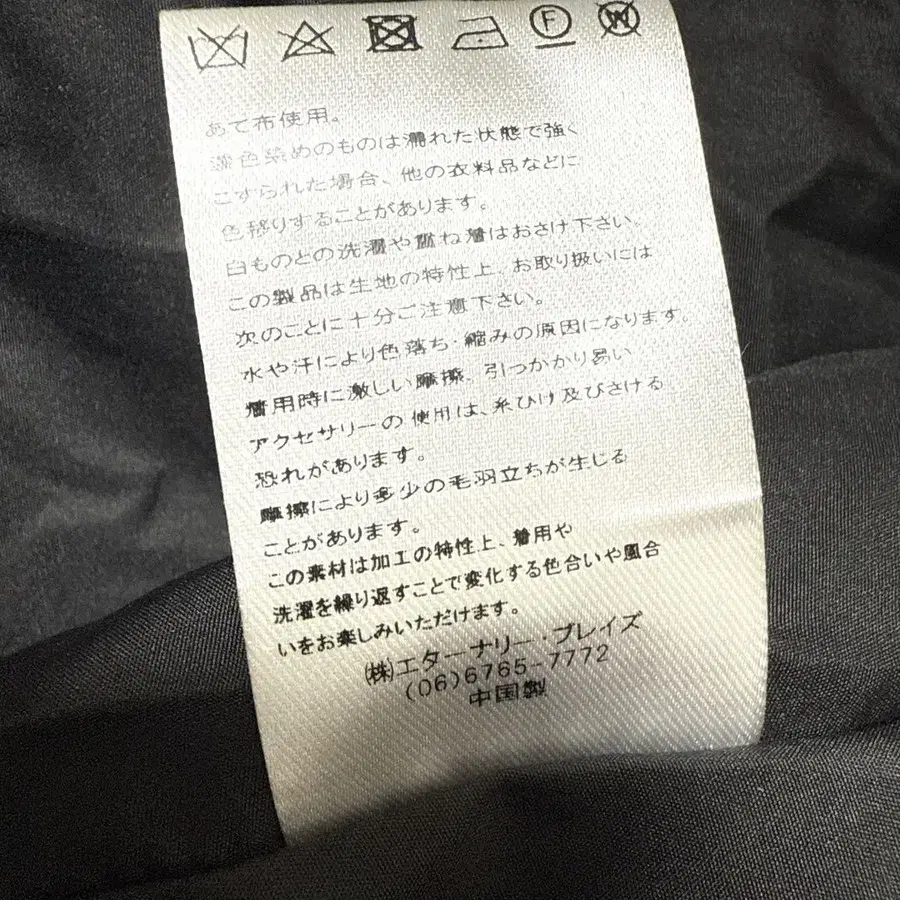 F W
あて布使用。
濃色染めのものは濡れた状態で強く
こすられた場合、他の衣料品などに
色移りすることがあります。
白ものとの洗濯や重ね着はおさけ下さい。
この製品は生地の特性上、お取り扱いには
次のことに十分ご注意下さい。
水や汗により色落ち・縮みの原因になります。
着用時に激しい摩擦、引つかかり易い
アクセサリーの使用は、糸ひけ及びさける
恐れがあります。
摩擦により多少の毛羽立ちが生じる
ことがあります。
この素材は加工の特性上、着用や
洗濯を繰り返すことで変化する色合いや風合
いをお楽しみいただけます。
㈱エターナリー・ブレイズ
(06)6765-7772
中国製